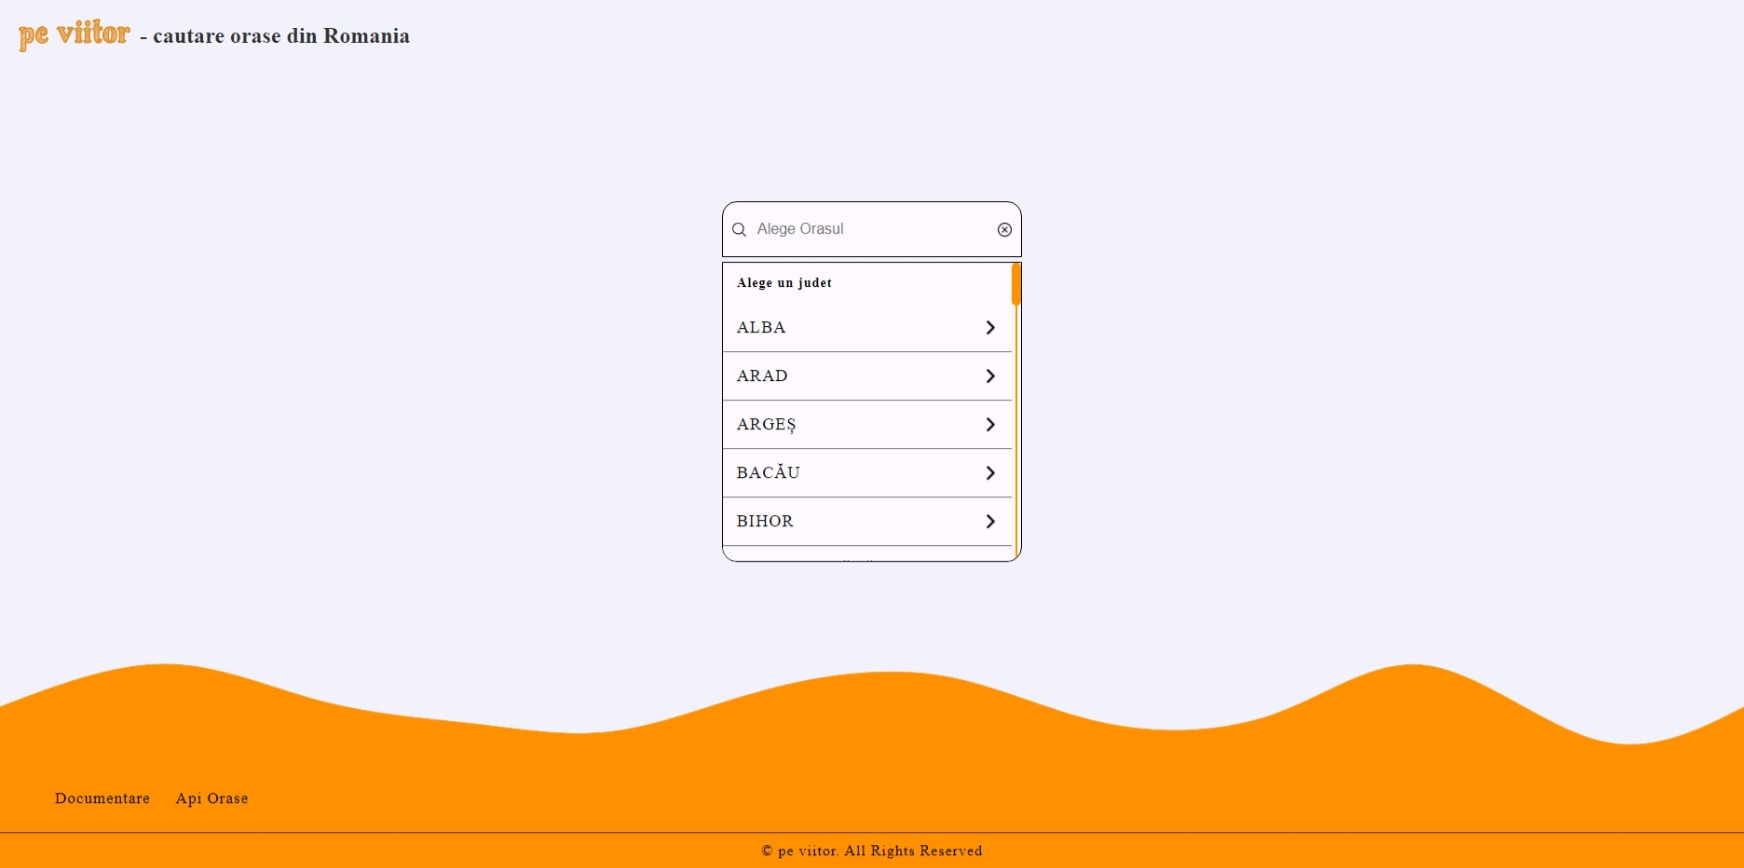 pe viitor - cautare orase din Romania
Alege Orasul
Alege un judet
ALBA
ARAD
ARGEȘ
BACĂU
BIHOR
Documentare Api Orase
© pe viitor. All Rights Reserved